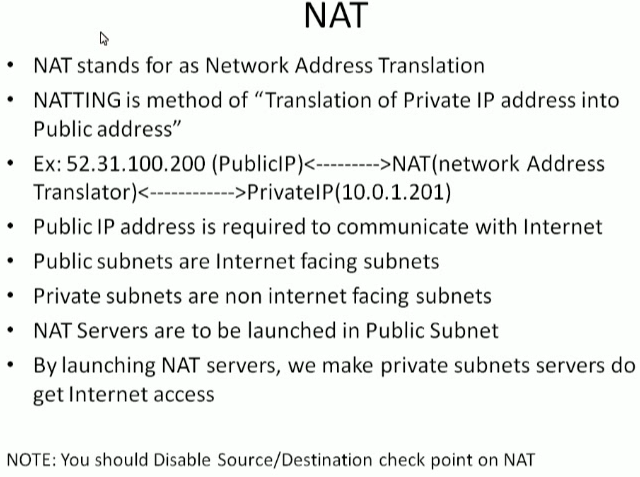 NAT
• NAT stands for as Network Address Translation
• NATTING is method of “Translation of Private IP address into
Public address”
• Ex: 52.31.100.200 (PublicIP)<--------->NAT(network Address
Translator)<------------>PrivateIP(10.0.1.201)
• Public IP address is required to communicate with Internet
• Public subnets are Internet facing subnets
• Private subnets are non internet facing subnets
• NAT Servers are to be launched in Public Subnet
• By launching NAT servers, we make private subnets servers do
get Internet access
NOTE: You should Disable Source/Destination check point on NAT